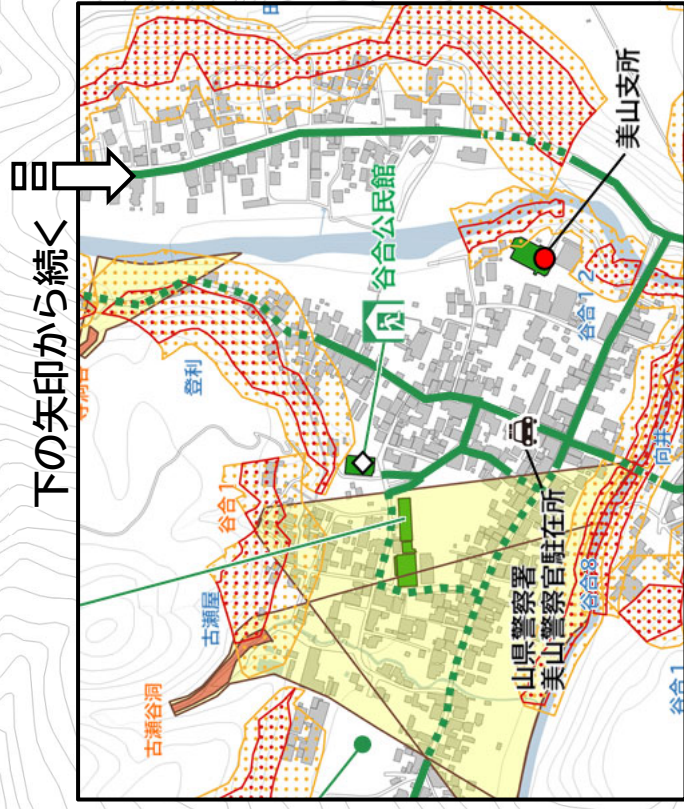 下の矢印から続く
谷合公民館
美山支所
登利
谷合1
古瀬屋
古瀬谷洞
谷合12
向井
谷合8
山県警察署
美山警察官駐在所
谷合1